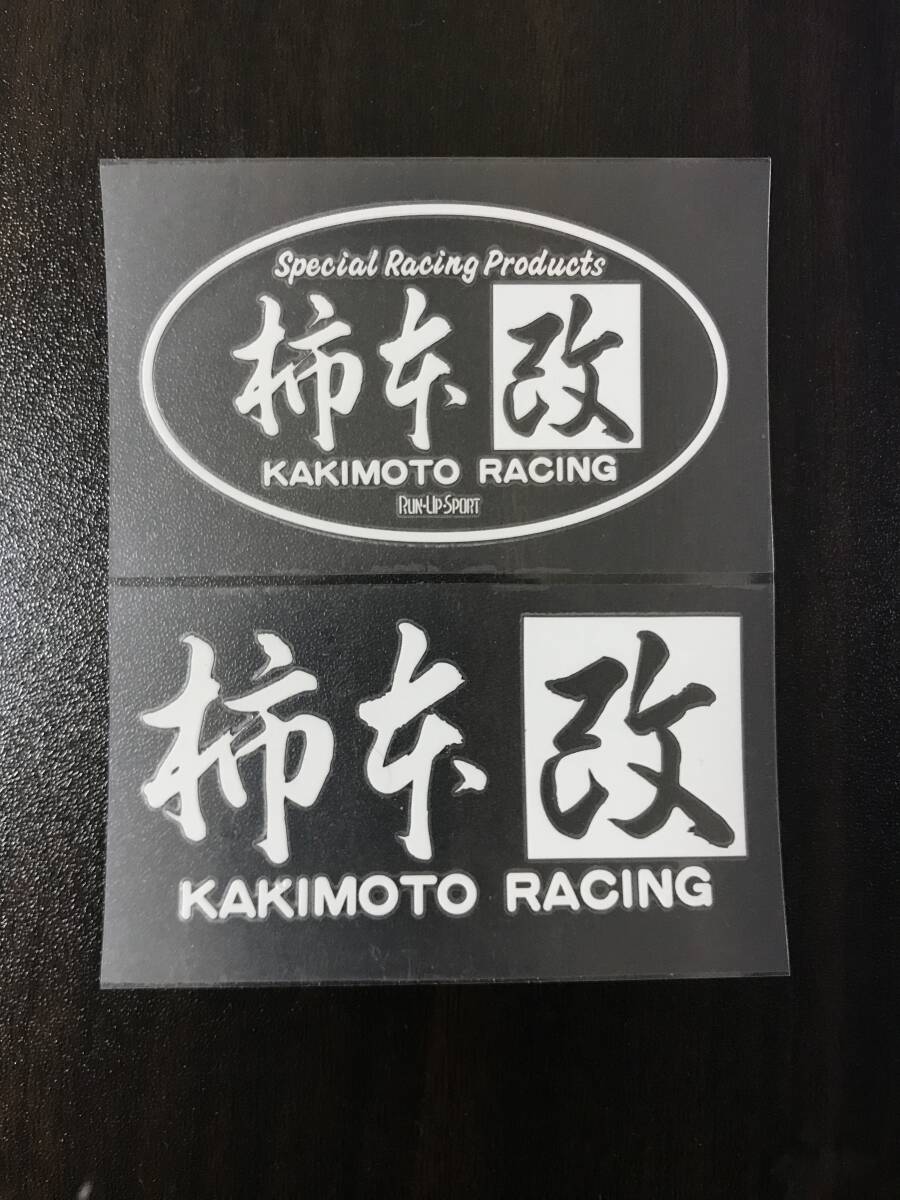 Special Racing Products
柿本改
KAKIMOTO RACING
RUN-UP-SPORT
柿本改
KAKIMOTO RACING